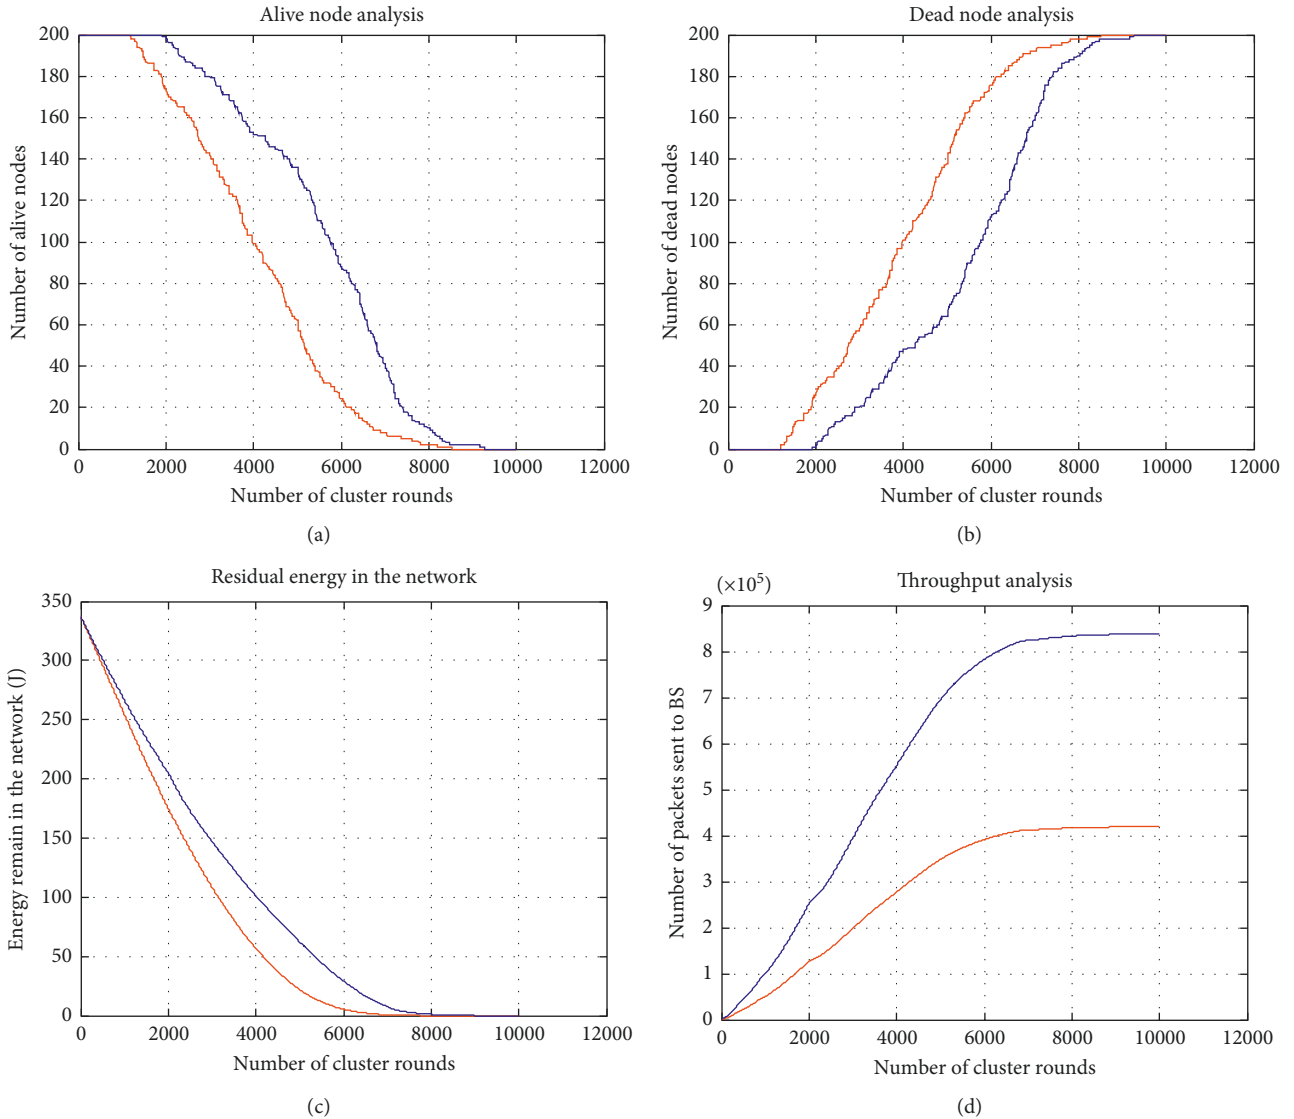 Alive node analysis
200
180
160
140
120
100
80
60
40
20
0
Number of alive nodes
0 2000 4000 6000 8000 10000 12000
Number of cluster rounds
(a)
Dead node analysis
200
180
160
140
120
100
80
60
40
20
0
Number of dead nodes
0 2000 4000 6000 8000 10000 12000
Number of cluster rounds
(b)
Residual energy in the network
350
300
250
200
150
100
50
0
Energy remain in the network (J)
0 2000 4000 6000 8000 10000 12000
Number of cluster rounds
(c)
(×10⁵)
Throughput analysis
9
8
7
6
5
4
3
2
1
0
Number of packets sent to BS
0 2000 4000 6000 8000 10000 12000
Number of cluster rounds
(d)